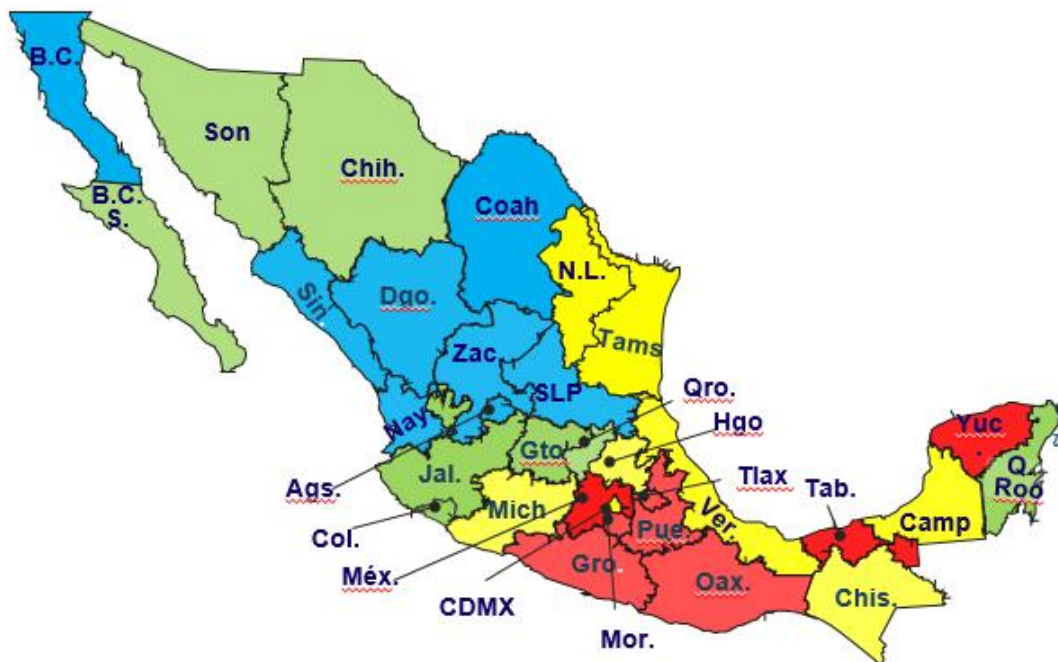 B.C.
Son
Chih.
B.C.
S.
Coah
N.L.
Sin.
Dgo.
Tams
Zac.
SLP
Qro.
Nay
Hgo
Yuc
Gto.
Jal.
Ags.
Tlax
Tab.
Q.
Roo
Mich
Ver.
Camp
Col.
Pue.
Méx.
Gro.
Oax.
Chis.
CDMX
Mor.